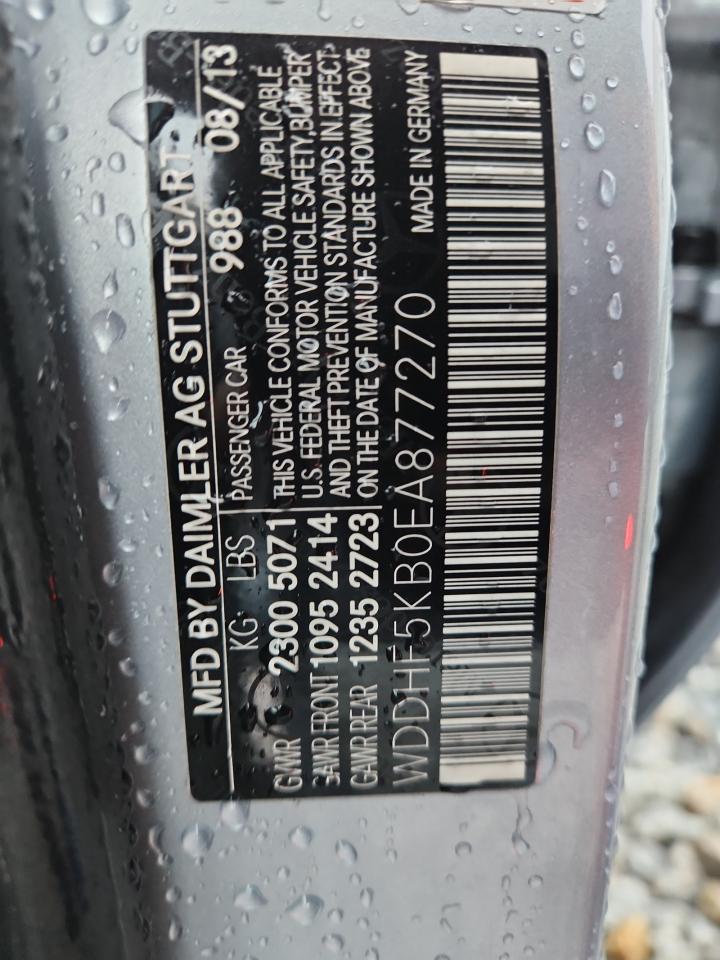 MFD BY DAIMLER AG STUTTGART
KG LBS PASSENGER CAR 988 08/13
GVWR 2300 5071 THIS VEHICLE CONFORMS TO ALL APPLICABLE
GAWR FRONT 1095 2414 U.S. FEDERAL MOTOR VEHICLE SAFETY,BUMPER
GAWR REAR 1235 2723 AND THEFT PREVENTION STANDARDS IN EFFECT
ON THE DATE OF MANUFACTURE SHOWN ABOVE
WDDHF5KB0EA877270 MADE IN GERMANY